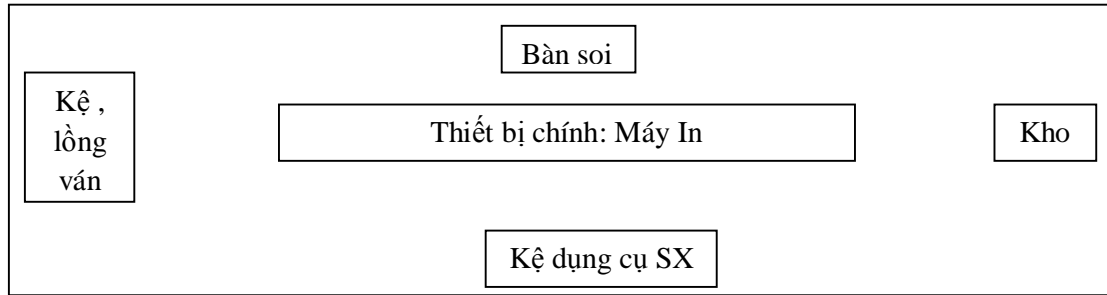 Bàn soi
Kệ ,
lồng
ván
Thiết bị chính: Máy In
Kho
Kệ dụng cụ SX